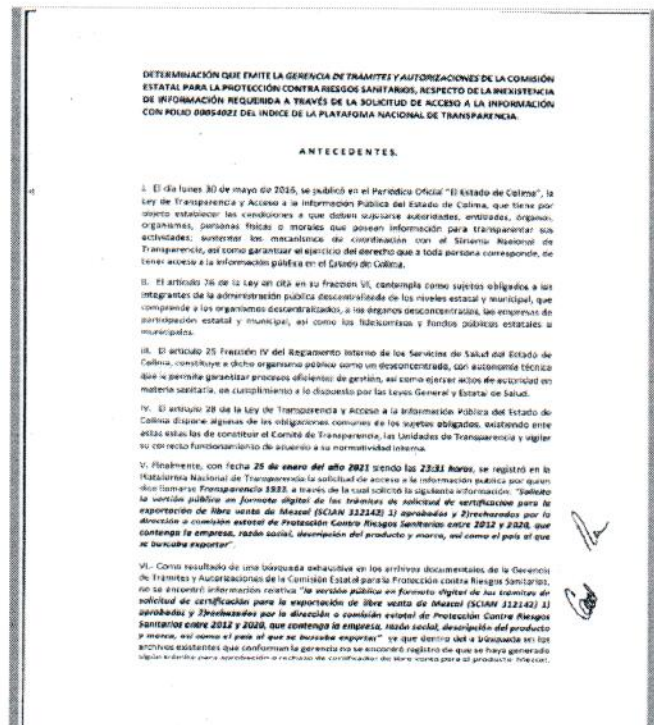 DETERMINACIÓN QUE EMITE LA GERENCIA DE TRÁMITES Y AUTORIZACIONES DE LA COMISIÓN
ESTATAL PARA LA PROTECCIÓN CONTRA RIESGOS SANITARIOS, RESPECTO DE LA INEXISTENCIA
DE INFORMACIÓN REQUERIDA A TRAVÉS DE LA SOLICITUD DE ACCESO A LA INFORMACIÓN
CON FOLIO 00054021 DEL INDICE DE LA PLATAFOMA NACIONAL DE TRANSPARENCIA.
ANTECEDENTES.
I. El día lunes 30 de mayo de 2016, se publicó en el Periódico Oficial "El Estado de Colima", la
Ley de Transparencia y Acceso a la Información Pública del Estado de Colima, que tiene por
objeto establecer las condiciones a que deben sujetarse autoridades, entidades, órganos,
organismos, personas físicas o morales que posean información para transparentar sus
actividades; sustentar los mecanismos de coordinación con el Sistema Nacional de
Transparencia, así como garantizar el ejercicio del derecho que a toda persona corresponde, de
tener acceso a la información pública en el Estado de Colima.
II. El artículo 26 de la Ley en cita en su fracción VI, contempla como sujetos obligados a los
integrantes de la administración pública descentralizada de los niveles estatal y municipal, que
comprende a los organismos descentralizados, a los órganos desconcentrados, las empresas de
participación estatal y municipal, así como los fideicomisos y fondos públicos estatales o
municipales.
III. El artículo 25 Fracción IV del Reglamento Interno de los Servicios de Salud del Estado de
Colima, constituye a dicho organismo público como un desconcentrado, con autonomía técnica
que le permite garantizar procesos eficientes de gestión, así como ejercer actos de autoridad en
materia sanitaria, en cumplimiento a lo dispuesto por las Leyes General y Estatal de Salud.
IV. El artículo 28 de la Ley de Transparencia y Acceso a la Información Pública del Estado de
Colima dispone algunas de las obligaciones comunes de los sujetos obligados, existiendo ente
estas estas las de constituir el Comité de Transparencia, las Unidades de Transparencia y vigilar
su correcto funcionamiento de acuerdo a su normatividad interna.
V. Finalmente, con fecha 25 de enero del año 2021 siendo las 23:31 horas, se registró en la
Plataforma Nacional de Transparencia la solicitud de acceso a la información publica por quien
dice llamarse Transparencia 1933, a través de la cual solicitó la siguiente información: "Solicito
la versión pública en formato digital de los trámites de solicitud de certificación para la
exportación de libre venta de Mezcal (SCIAN 312142) 1) aprobados y 2)rechazados por la
dirección o comisión estatal de Protección Contra Riesgos Sanitarios entre 2012 y 2020, que
contenga la empresa, razón social, descripción del producto y marca, así como el país al que
se buscaba exportar".
VI.- Como resultado de una búsqueda exhaustiva en los archivos documentales de la Gerencia
de Trámites y Autorizaciones de la Comisión Estatal para la Protección contra Riesgos Sanitarios,
no se encontró información relativa "la versión pública en formato digital de los trámites de
solicitud de certificación para la exportación de libre venta de Mezcal (SCIAN 312142) 1)
aprobados y 2)rechazados por la dirección o comisión estatal de Protección Contra Riesgos
Sanitarios entre 2012 y 2020, que contenga la empresa, razón social, descripción del producto
y marca, así como el país al que se buscaba exportar" ya que dentro del a búsqueda en los
archivos existentes que conforman la gerencia no se encontró registro de que se haya generado
algún trámite para aprobación o rechazo de certificados de libre venta para el producto Mezcal,